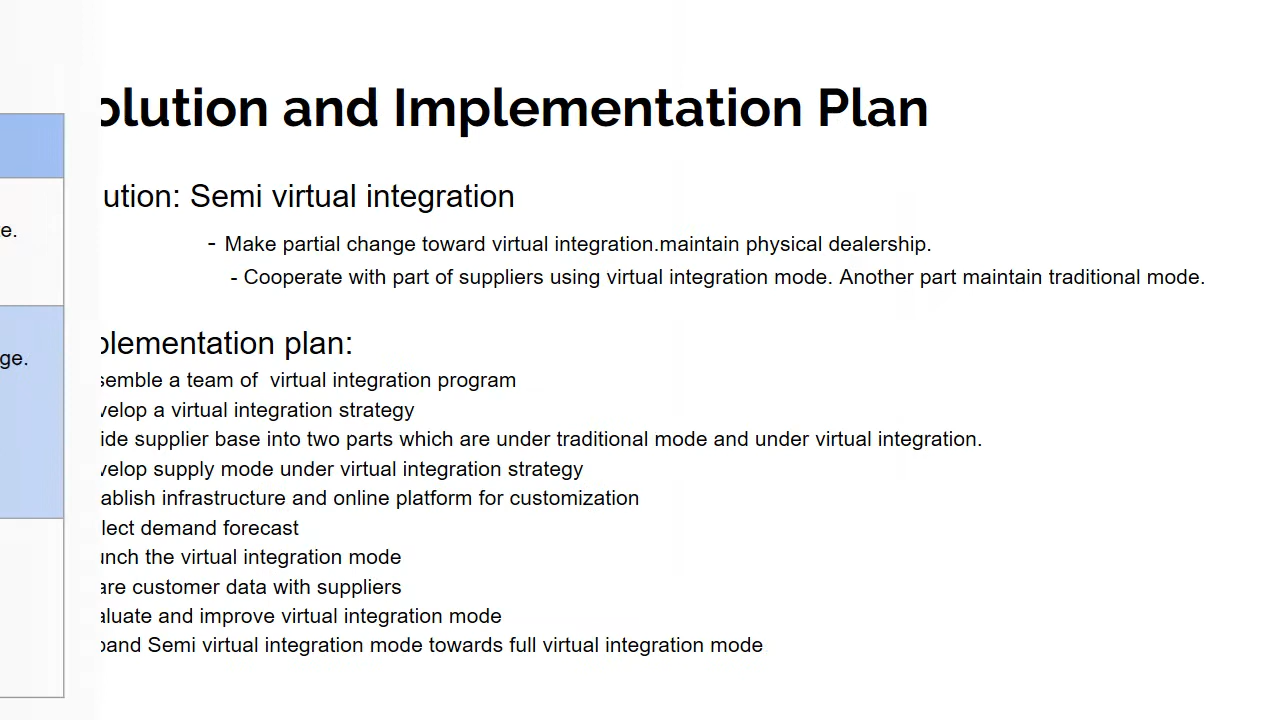 olution and Implementation Plan
ution: Semi virtual integration
e.
- Make partial change toward virtual integration.maintain physical dealership.
- Cooperate with part of suppliers using virtual integration mode. Another part maintain traditional mode.
plementation plan:
ge.
semble a team of  virtual integration program
velop a virtual integration strategy
ide supplier base into two parts which are under traditional mode and under virtual integration.
velop supply mode under virtual integration strategy
ablish infrastructure and online platform for customization
lect demand forecast
unch the virtual integration mode
are customer data with suppliers
aluate and improve virtual integration mode
pand Semi virtual integration mode towards full virtual integration mode